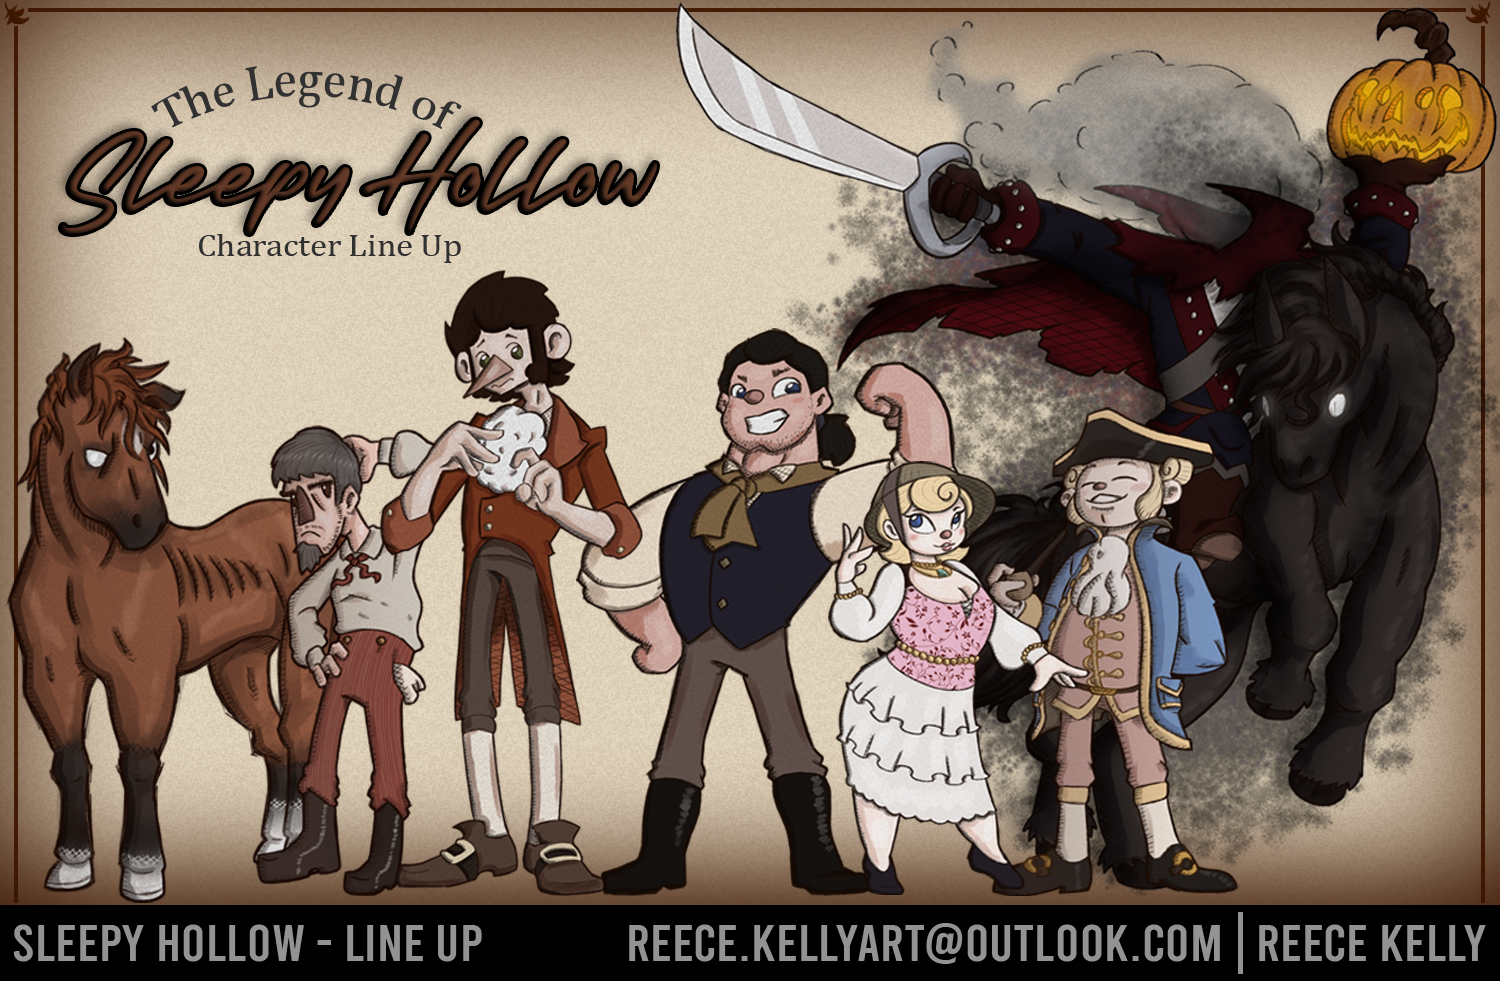 The Legend of
Sleepy Hollow
Character Line Up
SLEEPY HOLLOW - LINE UP
REECE.KELLYART@OUTLOOK.COM | REECE KELLY